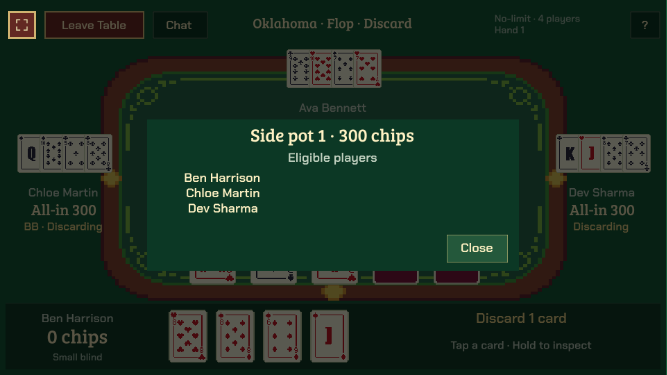 Leave Table
Chat
Oklahoma · Flop · Discard
No-limit · 4 players
Hand 1
?
Ava Bennett
Side pot 1 · 300 chips
Eligible players
Ben Harrison
Chloe Martin
Dev Sharma
Close
Q
Chloe Martin
All-in 300
BB · Discarding
K
J
Dev Sharma
All-in 300
Discarding
Ben Harrison
0 chips
Small blind
J
Discard 1 card
Tap a card · Hold to inspect